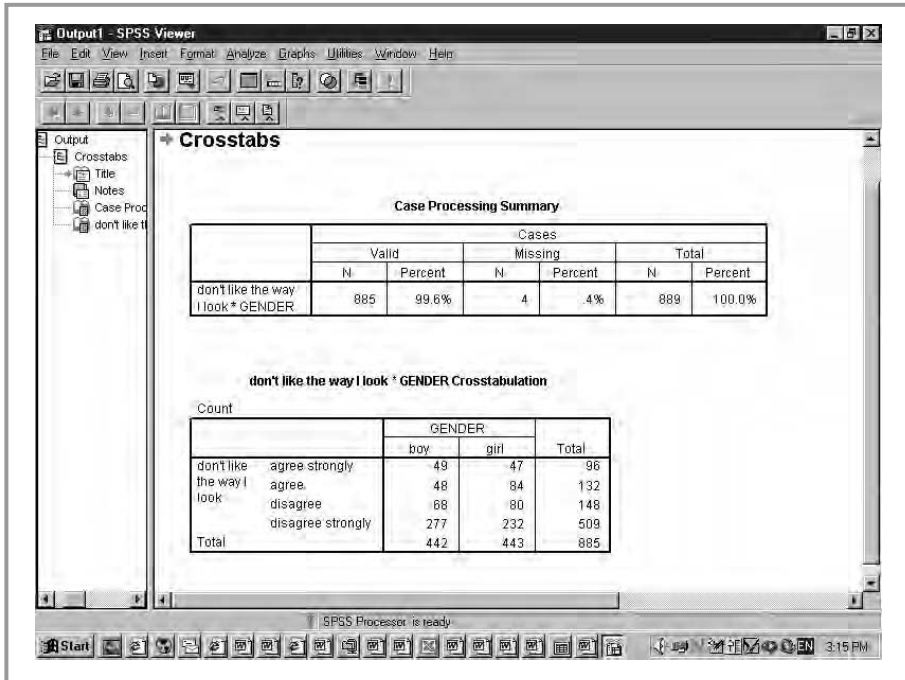 Output1 - SPSS Viewer
File Edit View Insert Format Analyze Graphs Utilities Window Help
Output
Crosstabs
Title
Notes
Case Proc
don't like t
Crosstabs
Case Processing Summary
Cases
Valid Missing Total
N Percent N Percent N Percent
don't like the way
I look * GENDER 885 99.6% 4 .4% 889 100.0%
don't like the way I look * GENDER Crosstabulation
Count
GENDER
boy girl Total
don't like agree strongly 49 47 96
the way I agree 48 84 132
look disagree 68 80 148
disagree strongly 277 232 509
Total 442 443 885
SPSS Processor is ready
Start EN 3:15 PM